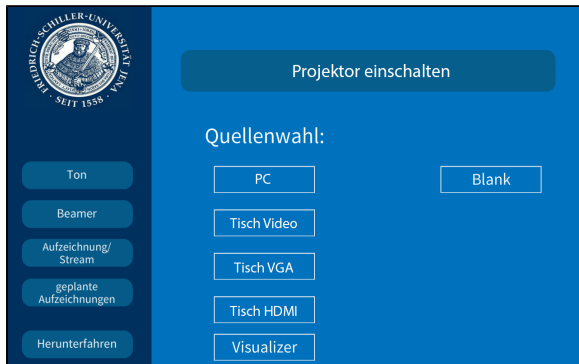 FRIEDRICH-SCHILLER-UNIVERSITÄT JENA
· SEIT 1558 ·
Ton
Beamer
Aufzeichnung/
Stream
geplante
Aufzeichnungen
Herunterfahren
Projektor einschalten
Quellenwahl:
PC
Blank
Tisch Video
Tisch VGA
Tisch HDMI
Visualizer